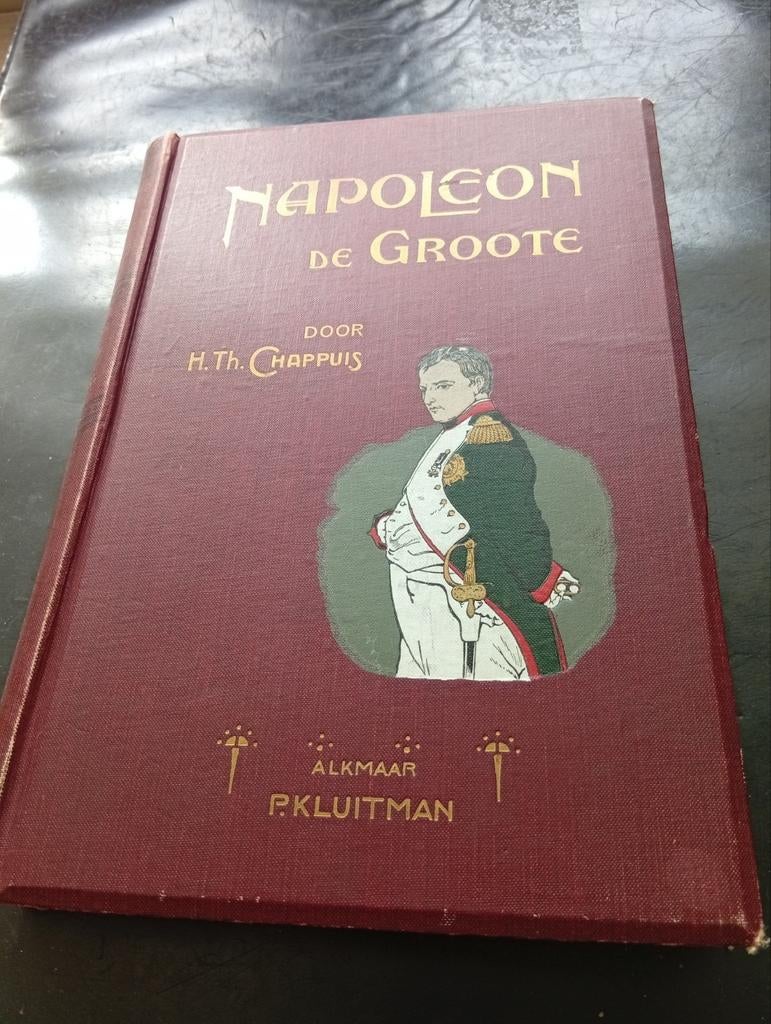 NAPOLEON
DE GROOTE
DOOR
H. TH. CHAPPUIS
ALKMAAR
P. KLUITMAN